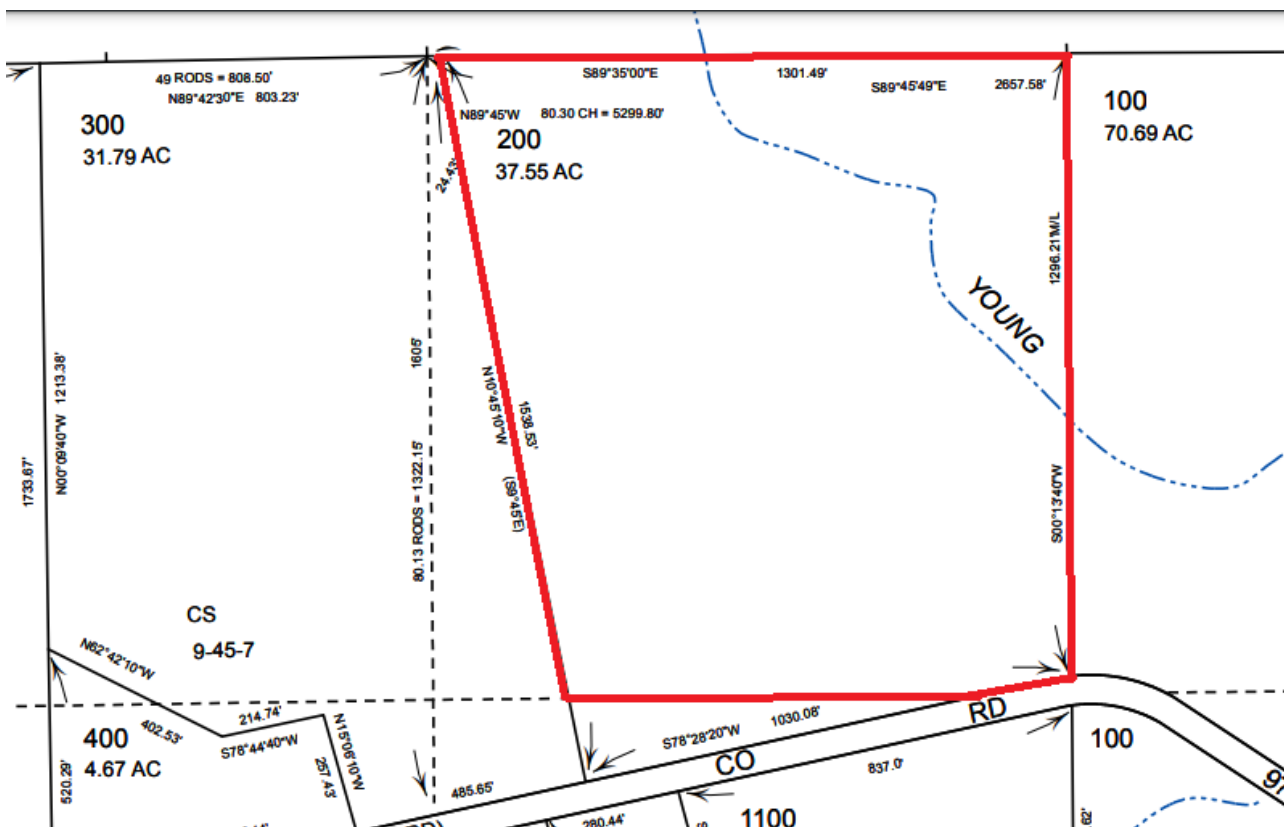 49 RODS = 808.50'
N89°42'30"E 803.23'
S89°35'00"E 1301.49'
S89°45'49"E 2657.58'
300
31.79 AC
N89°45'W 80.30 CH = 5299.80'
200
37.55 AC
100
70.69 AC
24.43'
1296.21'M/L
YOUNG
1605'
N00°09'40"W 1213.38'
1733.67'
N10°45'10"W
1538.53'
(S9°45'E)
80.13 RODS = 1322.15'
S00°13'40"W
CS
9-45-7
N62°42'10"W
402.53'
214.74'
S78°44'40"W
N15°06'10"W
257.43'
400
4.67 AC
520.29'
485.65'
S78°28'20"W 1030.08'
CO RD
837.0'
100
280.44'
1100